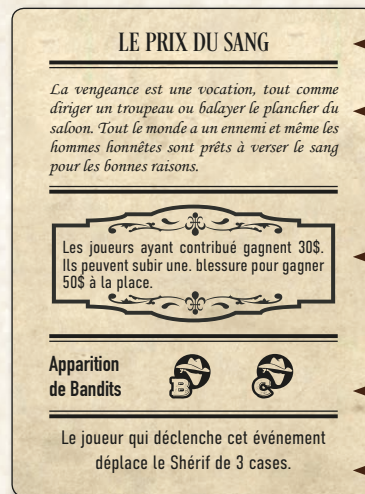 LE PRIX DU SANG
La vengeance est une vocation, tout comme
diriger un troupeau ou balayer le plancher du
saloon. Tout le monde a un ennemi et même les
hommes honnêtes sont prêts à verser le sang
pour les bonnes raisons.
Les joueurs ayant contribué gagnent 30$.
Ils peuvent subir une. blessure pour gagner
50$ à la place.
Apparition
de Bandits
B C
Le joueur qui déclenche cet événement
déplace le Shérif de 3 cases.